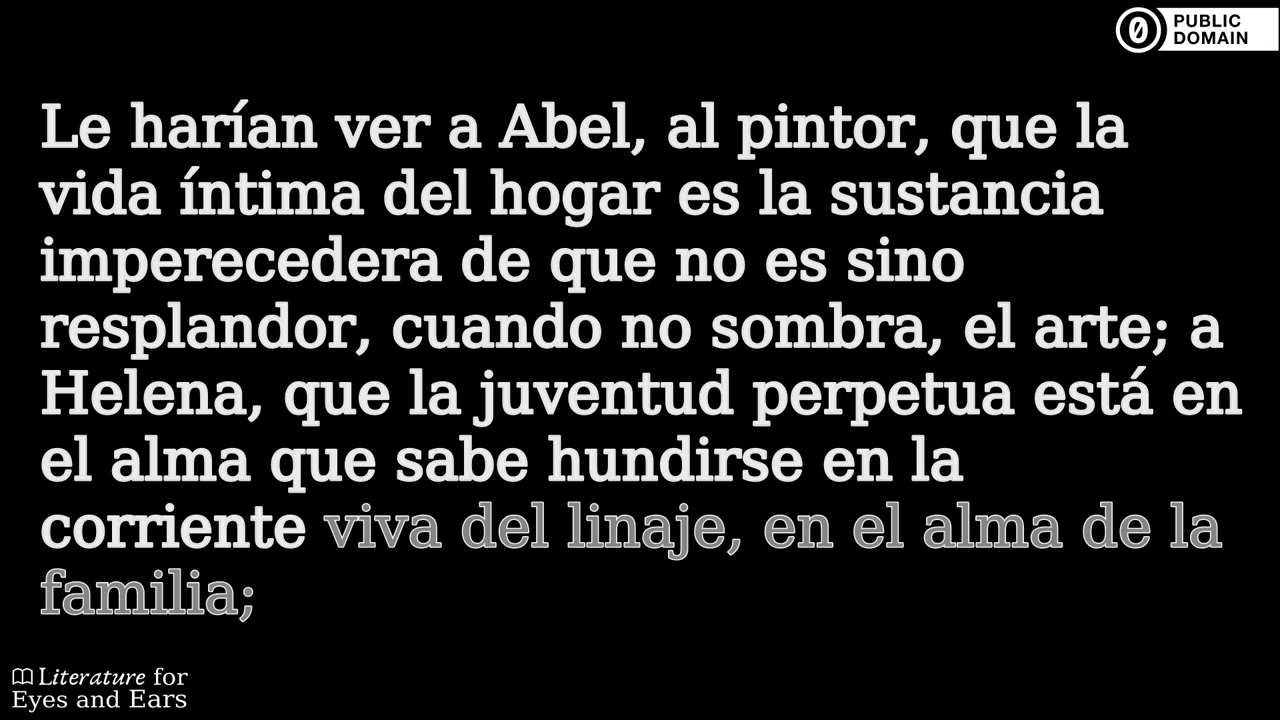 PUBLIC
DOMAIN
Le harían ver a Abel, al pintor, que la
vida íntima del hogar es la sustancia
imperecedera de que no es sino
resplandor, cuando no sombra, el arte; a
Helena, que la juventud perpetua está en
el alma que sabe hundirse en la
corriente viva del linaje, en el alma de la
familia;
Literature for
Eyes and Ears